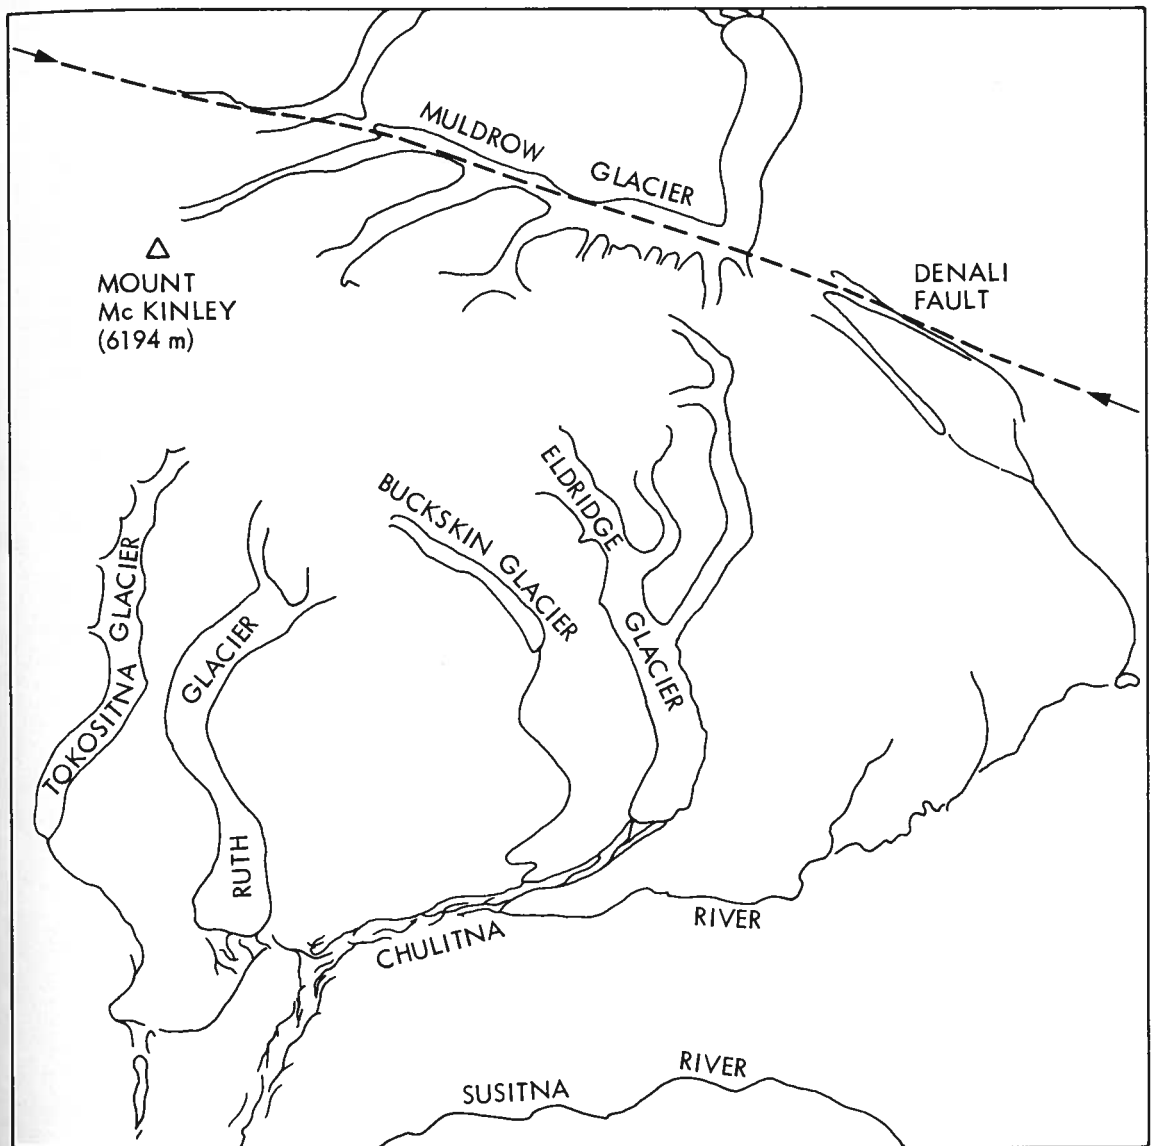 MULDROW
GLACIER
MOUNT
Mc KINLEY
(6194 m)
DENALI
FAULT
BUCKSKIN GLACIER
ELDRIDGE
GLACIER
TOKOSITNA GLACIER
GLACIER
RUTH
CHULITNA
RIVER
SUSITNA
RIVER